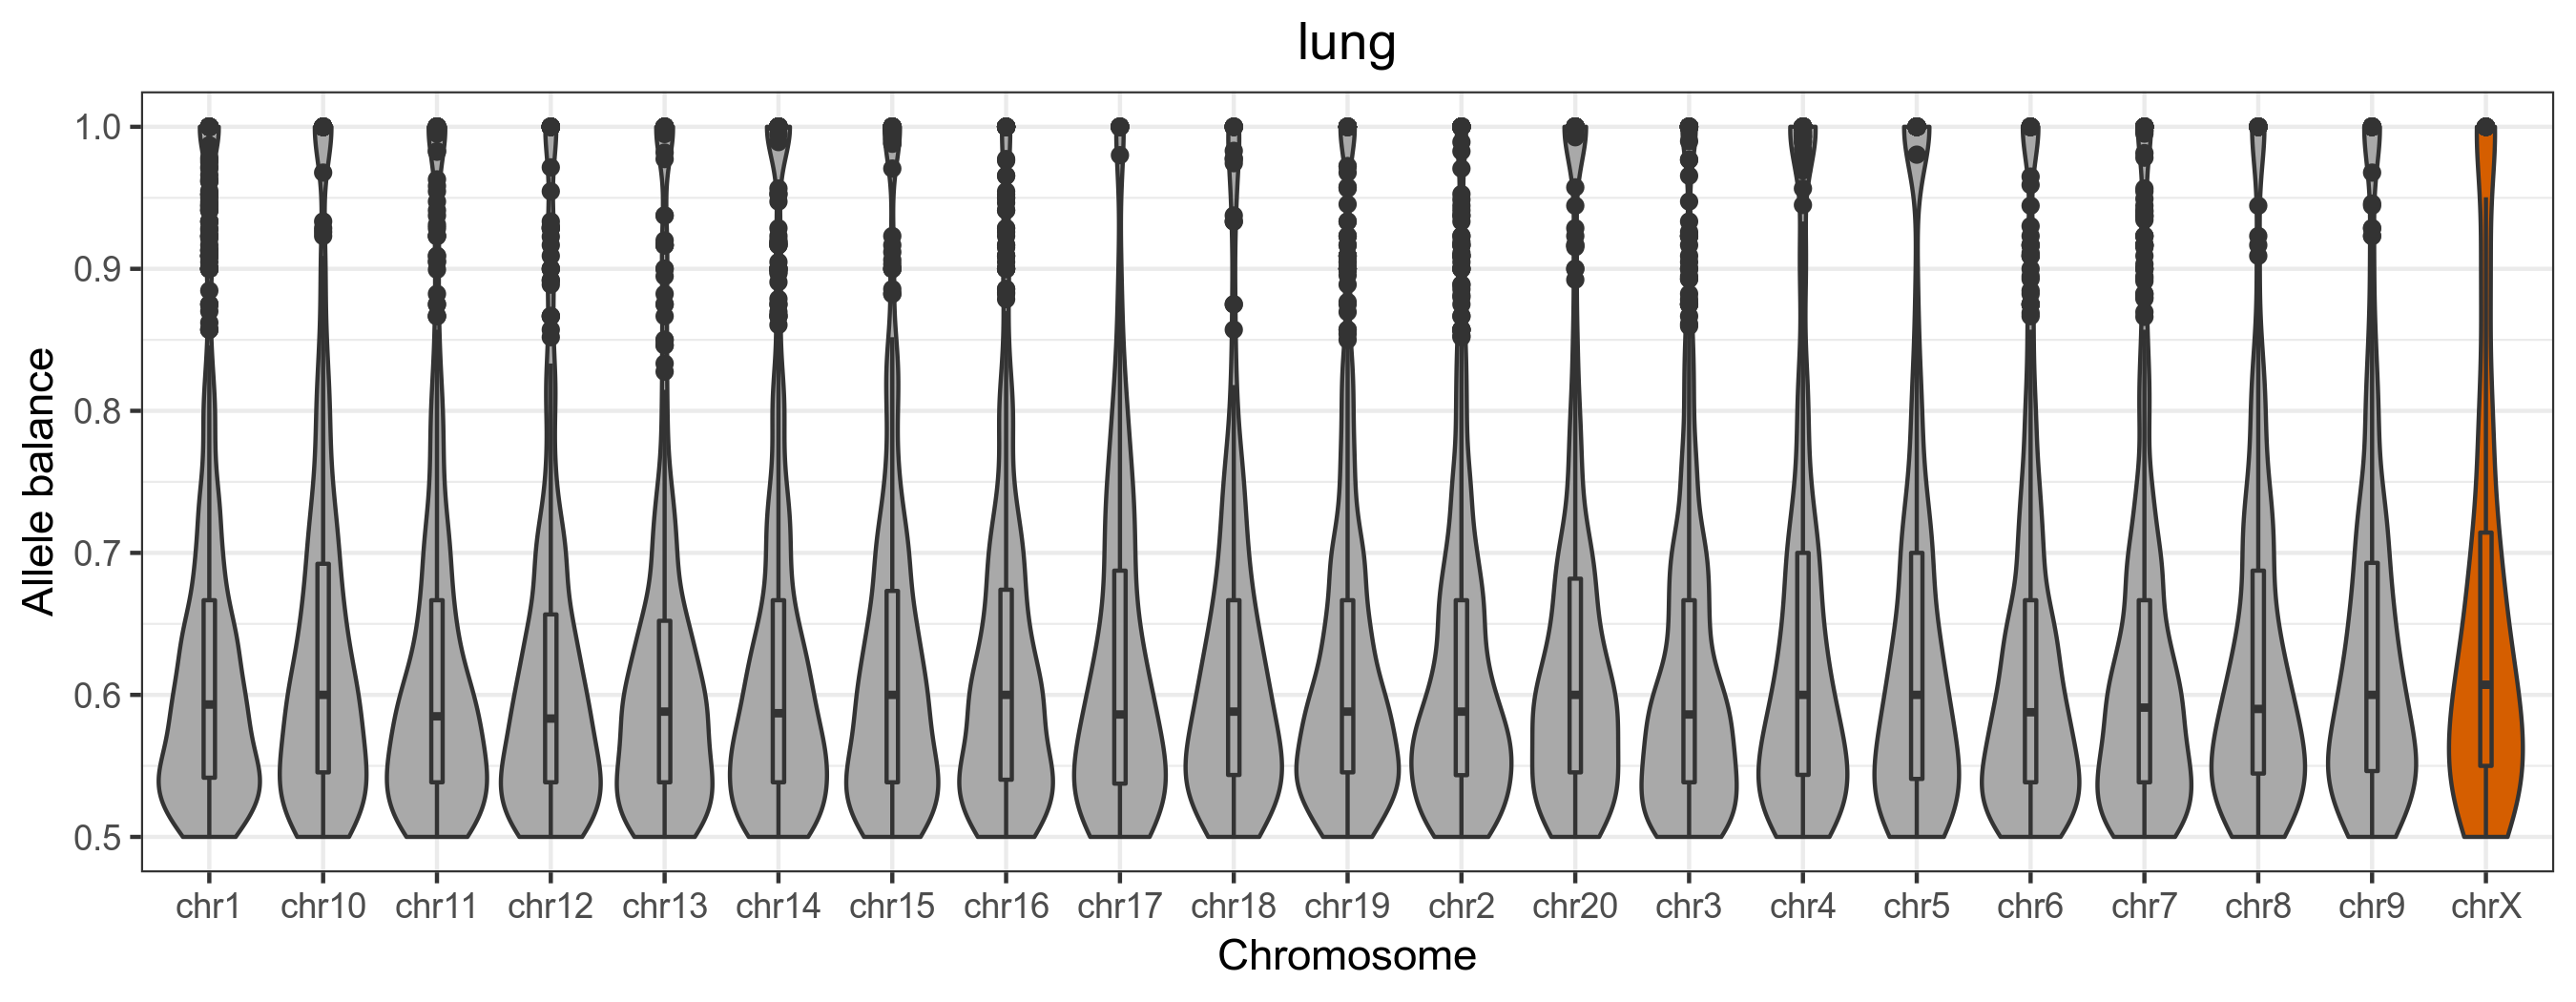 lung
Allele balance
1.0
0.9
0.8
0.7
0.6
0.5
chr1 chr10 chr11 chr12 chr13 chr14 chr15 chr16 chr17 chr18 chr19 chr2 chr20 chr3 chr4 chr5 chr6 chr7 chr8 chr9 chrX
Chromosome